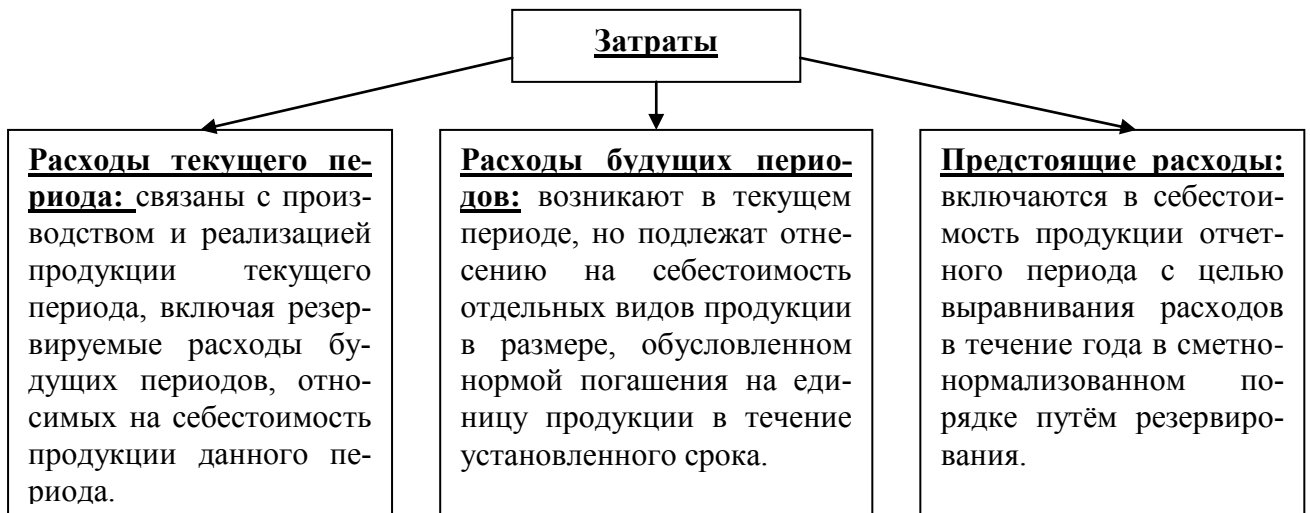 Затраты
Расходы текущего пе-
риода: связаны с произ-
водством и реализацией
продукции текущего
периода, включая резер-
вируемые расходы бу-
дущих периодов, отно-
симых на себестоимость
продукции данного пе-
риода.
Расходы будущих перио-
дов: возникают в текущем
периоде, но подлежат отне-
сению на себестоимость
отдельных видов продукции
в размере, обусловленном
нормой погашения на еди-
ницу продукции в течение
установленного срока.
Предстоящие расходы:
включаются в себестои-
мость продукции отчет-
ного периода с целью
выравнивания расходов
в течение года в сметно-
нормализованном по-
рядке путём резервиро-
вания.